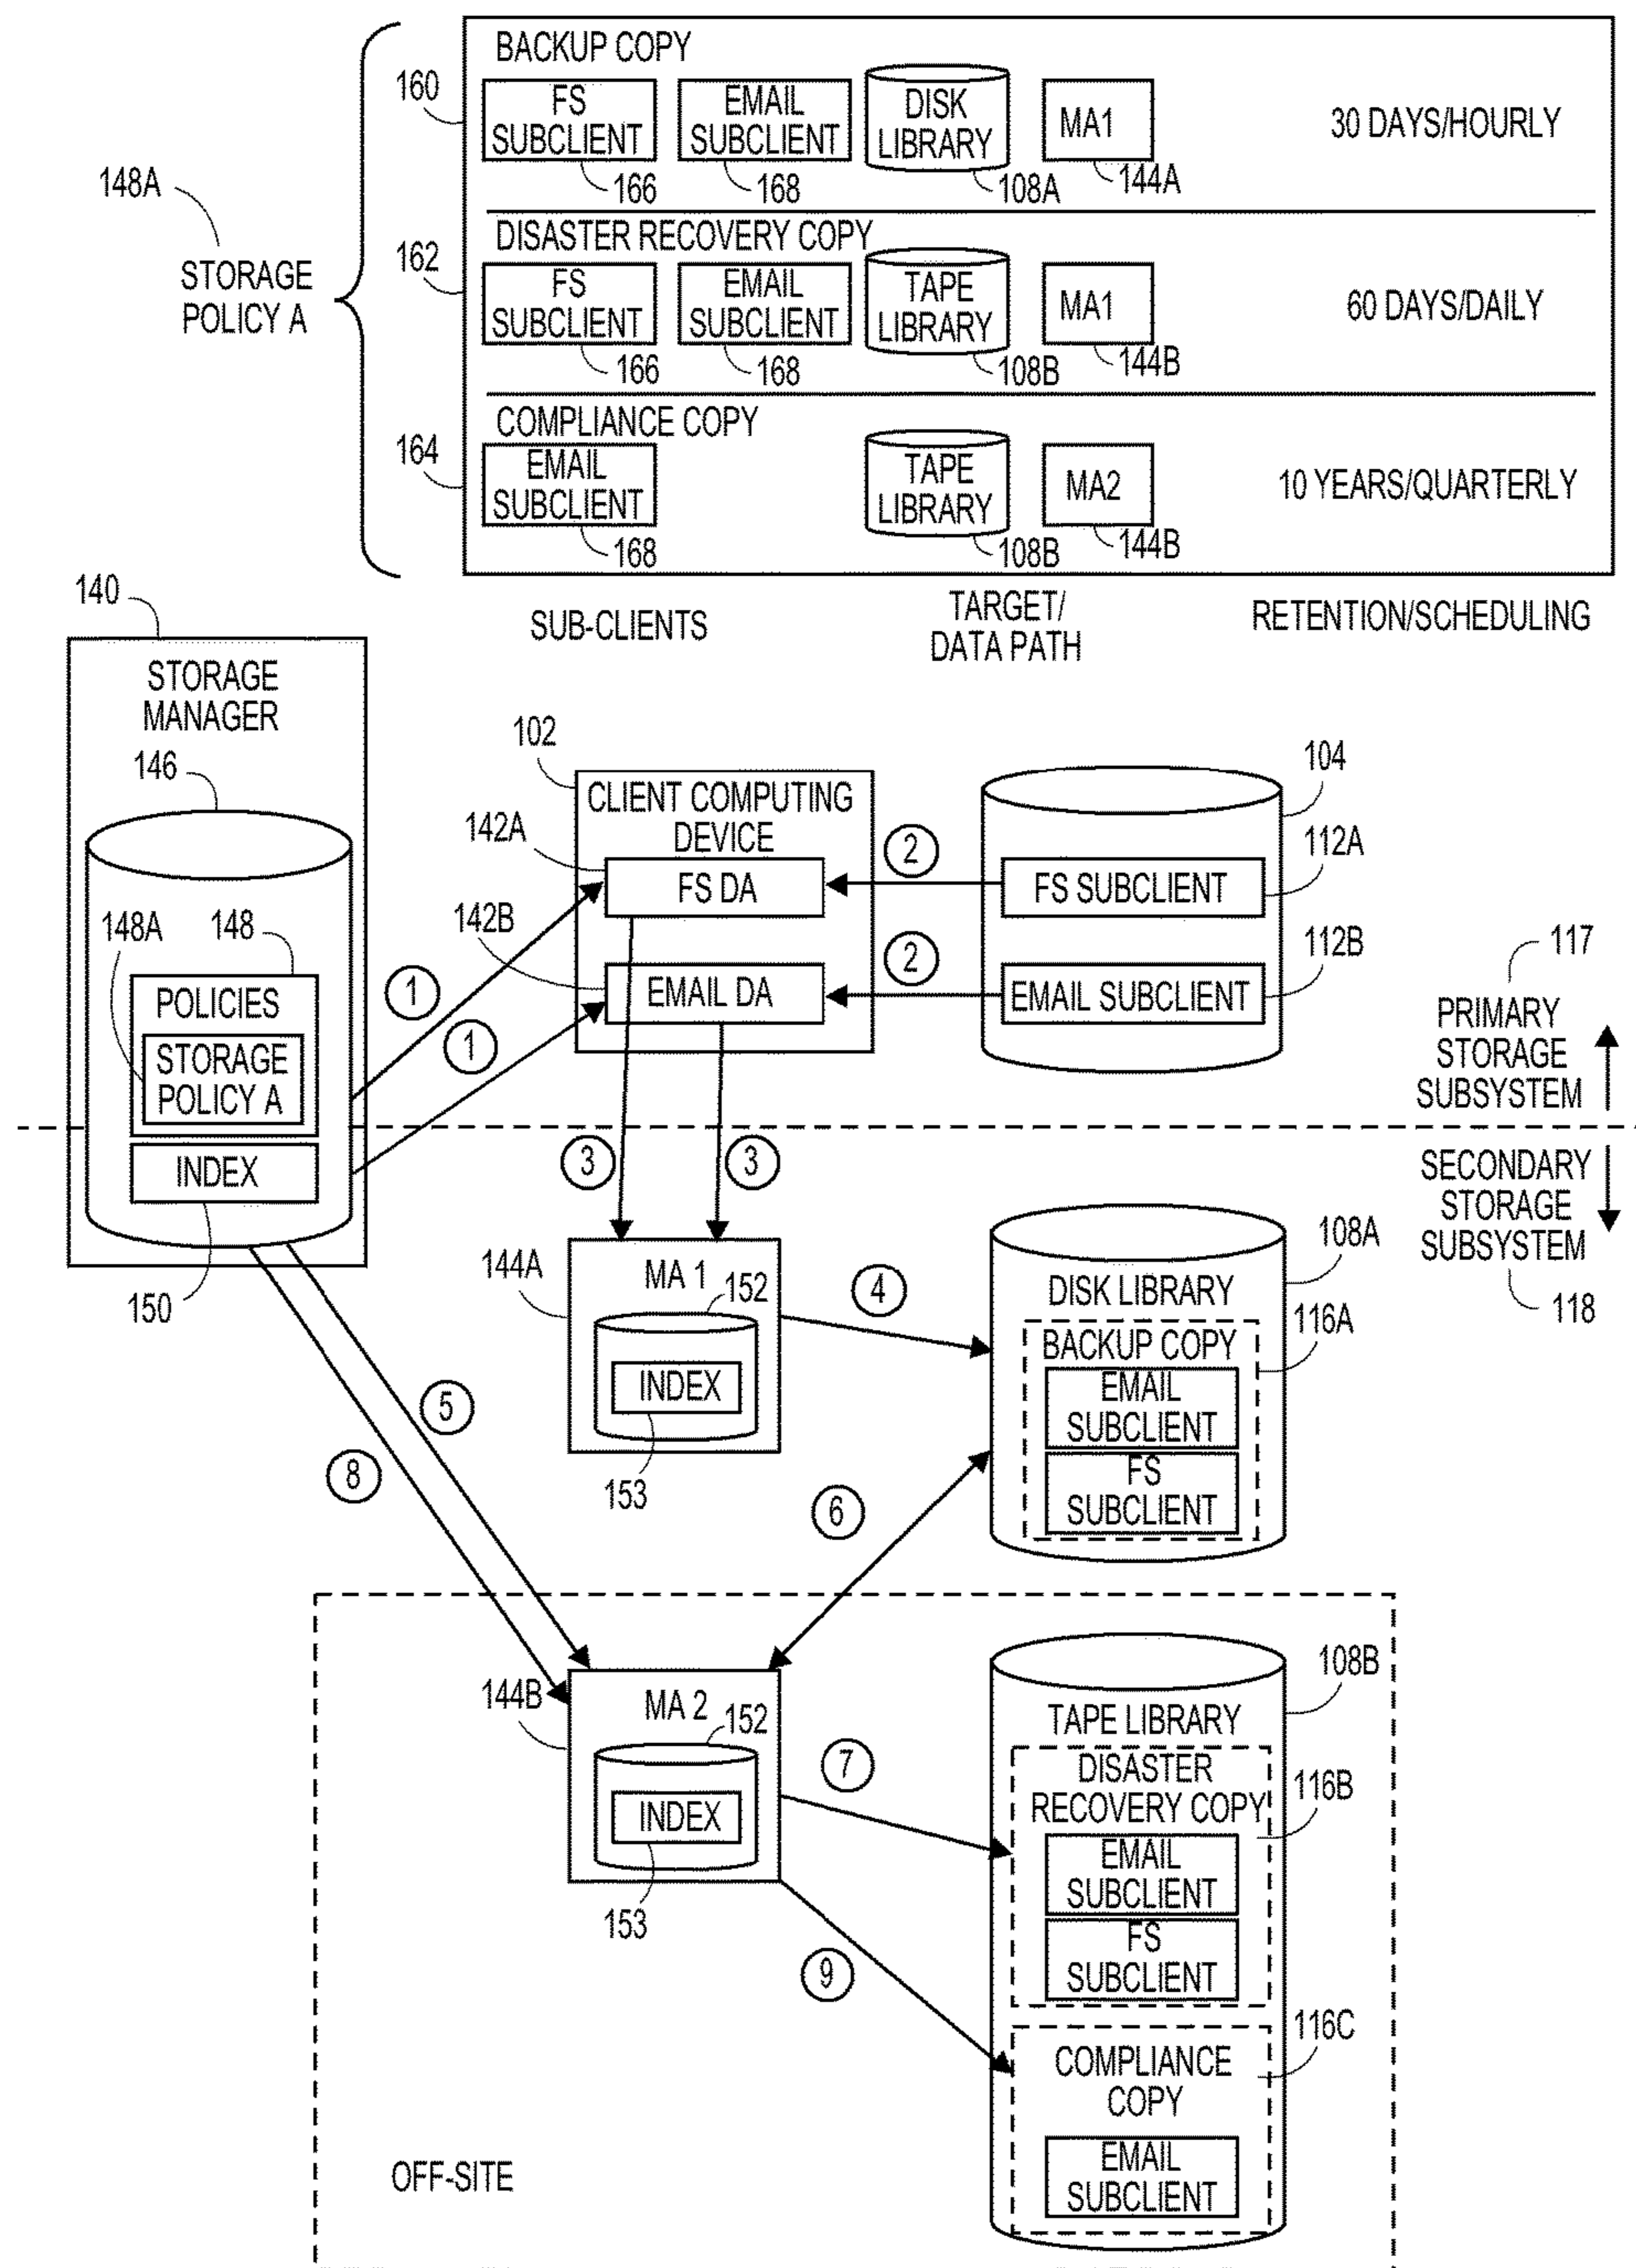 BACKUP COPY
160
FS
SUBCLIENT
166
EMAIL
SUBCLIENT
168
DISK
LIBRARY
108A
MA1
144A
30 DAYS/HOURLY
148A
STORAGE
POLICY A
DISASTER RECOVERY COPY
162
FS
SUBCLIENT
166
EMAIL
SUBCLIENT
168
TAPE
LIBRARY
108B
MA1
144B
60 DAYS/DAILY
COMPLIANCE COPY
164
EMAIL
SUBCLIENT
168
TAPE
LIBRARY
108B
MA2
144B
10 YEARS/QUARTERLY
SUB-CLIENTS
TARGET/
DATA PATH
RETENTION/SCHEDULING
140
STORAGE
MANAGER
146
148A
148
POLICIES
STORAGE
POLICY A
INDEX
150
102
CLIENT COMPUTING
DEVICE
142A
FS DA
142B
EMAIL DA
104
FS SUBCLIENT
112A
EMAIL SUBCLIENT
112B
2
2
1
1
117
PRIMARY
STORAGE
SUBSYSTEM
SECONDARY
STORAGE
SUBSYSTEM
118
3
3
144A
MA 1
152
INDEX
153
4
108A
DISK LIBRARY
116A
BACKUP COPY
EMAIL
SUBCLIENT
FS
SUBCLIENT
5
8
6
144B
MA 2
152
INDEX
153
7
9
108B
TAPE LIBRARY
DISASTER
RECOVERY COPY
116B
EMAIL
SUBCLIENT
FS
SUBCLIENT
116C
COMPLIANCE
COPY
EMAIL
SUBCLIENT
OFF-SITE